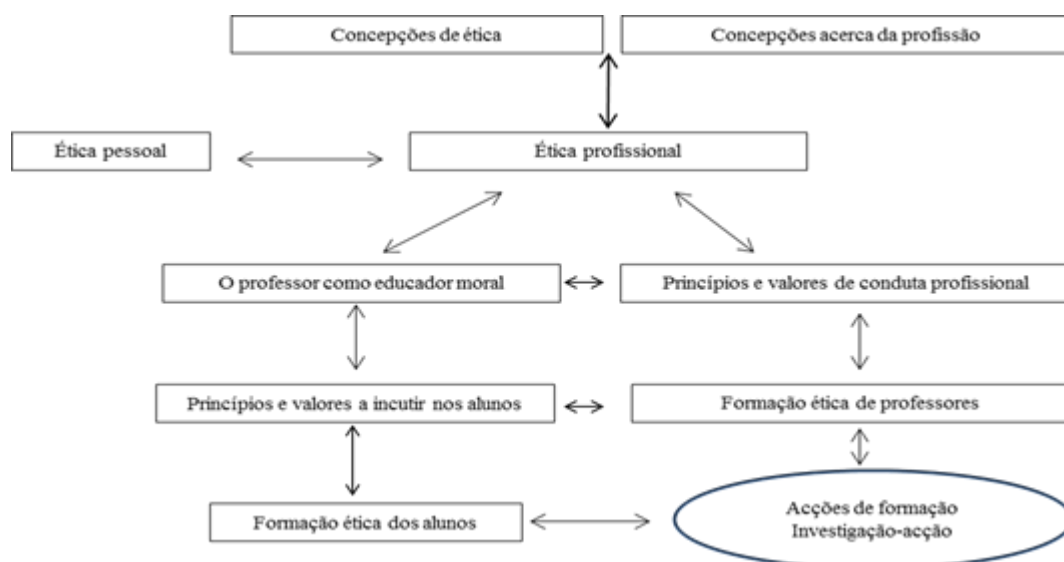 Concepções de ética
Concepções acerca da profissão
Ética pessoal
Ética profissional
O professor como educador moral
Princípios e valores de conduta profissional
Princípios e valores a incutir nos alunos
Formação ética de professores
Formação ética dos alunos
Acções de formação
Investigação-acção